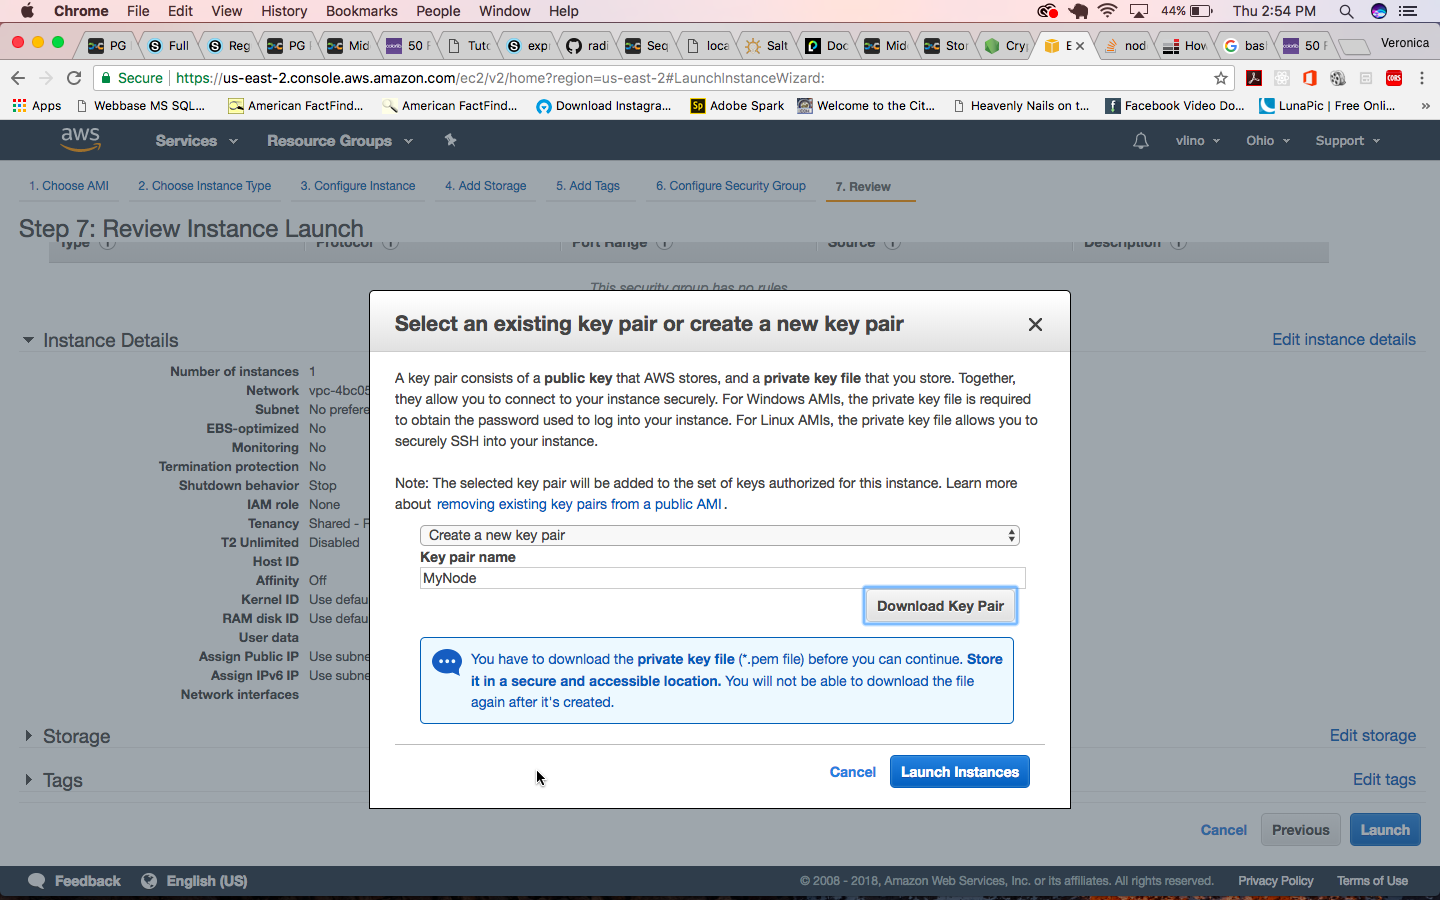 Chrome File Edit View History Bookmarks People Window Help 44% Thu 2:54 PM
PG Full Reg PG Mid 50 F Tuto exp radi Seq loca Salt Doc Mid Stor Cry E nod How bas 50 F Veronica
Secure https://us-east-2.console.aws.amazon.com/ec2/v2/home?region=us-east-2#LaunchInstanceWizard:
Apps Webbase MS SQL... American FactFind... American FactFind... Download Instagra... Adobe Spark Welcome to the Cit... Heavenly Nails on t... Facebook Video Do... LunaPic | Free Onli... »
aws Services Resource Groups vlino Ohio Support
1. Choose AMI 2. Choose Instance Type 3. Configure Instance 4. Add Storage 5. Add Tags 6. Configure Security Group 7. Review
Step 7: Review Instance Launch
Type Protocol Port Range Source Description
This security group has no rules
Select an existing key pair or create a new key pair
A key pair consists of a public key that AWS stores, and a private key file that you store. Together,
they allow you to connect to your instance securely. For Windows AMIs, the private key file is required
to obtain the password used to log into your instance. For Linux AMIs, the private key file allows you to
securely SSH into your instance.
Note: The selected key pair will be added to the set of keys authorized for this instance. Learn more
about removing existing key pairs from a public AMI .
Create a new key pair
Key pair name
MyNode
Download Key Pair
You have to download the private key file (*.pem file) before you can continue. Store
it in a secure and accessible location. You will not be able to download the file
again after it's created.
Cancel Launch Instances
Instance Details Edit instance details
Number of instances 1
Network vpc-4bc05
Subnet No prefere
EBS-optimized No
Monitoring No
Termination protection No
Shutdown behavior Stop
IAM role None
Tenancy Shared -
T2 Unlimited Disabled
Host ID
Affinity Off
Kernel ID Use defau
RAM disk ID Use defau
User data
Assign Public IP Use subne
Assign IPv6 IP Use subne
Network interfaces
Storage Edit storage
Tags Edit tags
Cancel Previous Launch
Feedback English (US) © 2008 - 2018, Amazon Web Services, Inc. or its affiliates. All rights reserved. Privacy Policy Terms of Use